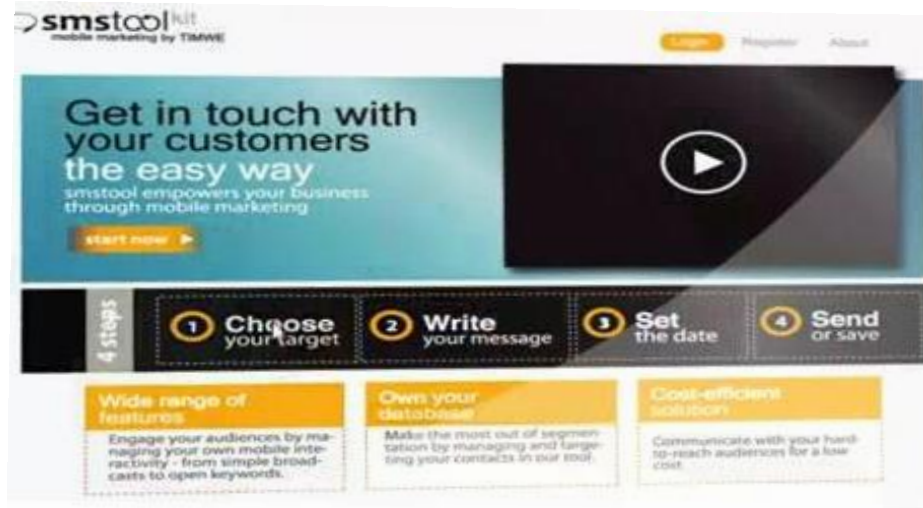 smstoolkit
mobile marketing by TIMWE
Login Register About
Get in touch with
your customers
the easy way
smstool empowers your business
through mobile marketing
start now
4 steps
1 Choose
your target
2 Write
your message
3 Set
the date
4 Send
or save
Wide range of
features
Engage your audiences by ma-
naging your own mobile inte-
ractivity - from simple broad-
casts to open keywords.
Own your
database
Make the most out of segmen-
tation by managing and targe-
ting your contacts in our tool.
Cost-efficient
solution
Communicate with your hard-
to-reach audiences for a low
cost.